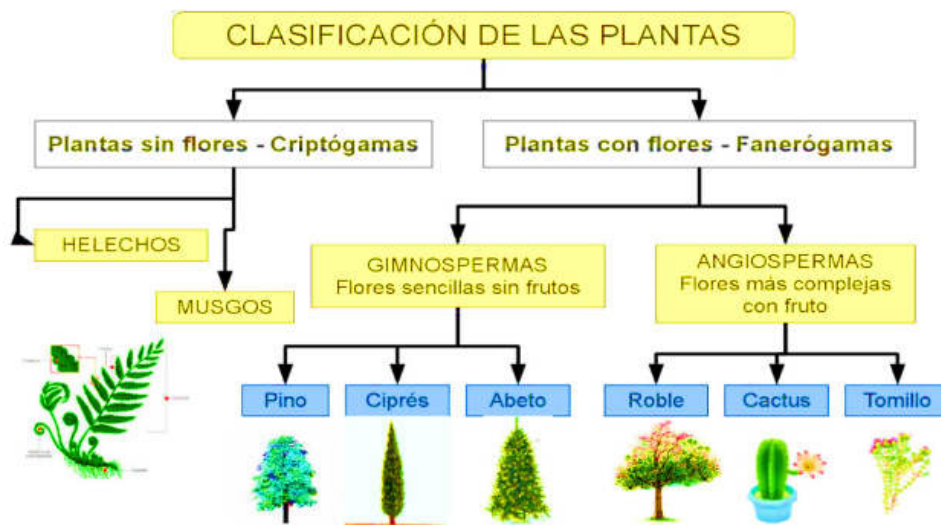 CLASIFICACIÓN DE LAS PLANTAS
Plantas sin flores - Criptógamas
Plantas con flores - Fanerógamas
HELECHOS
MUSGOS
GIMNOSPERMAS
Flores sencillas sin frutos
ANGIOSPERMAS
Flores más complejas
con fruto
Pino
Ciprés
Abeto
Roble
Cactus
Tomillo